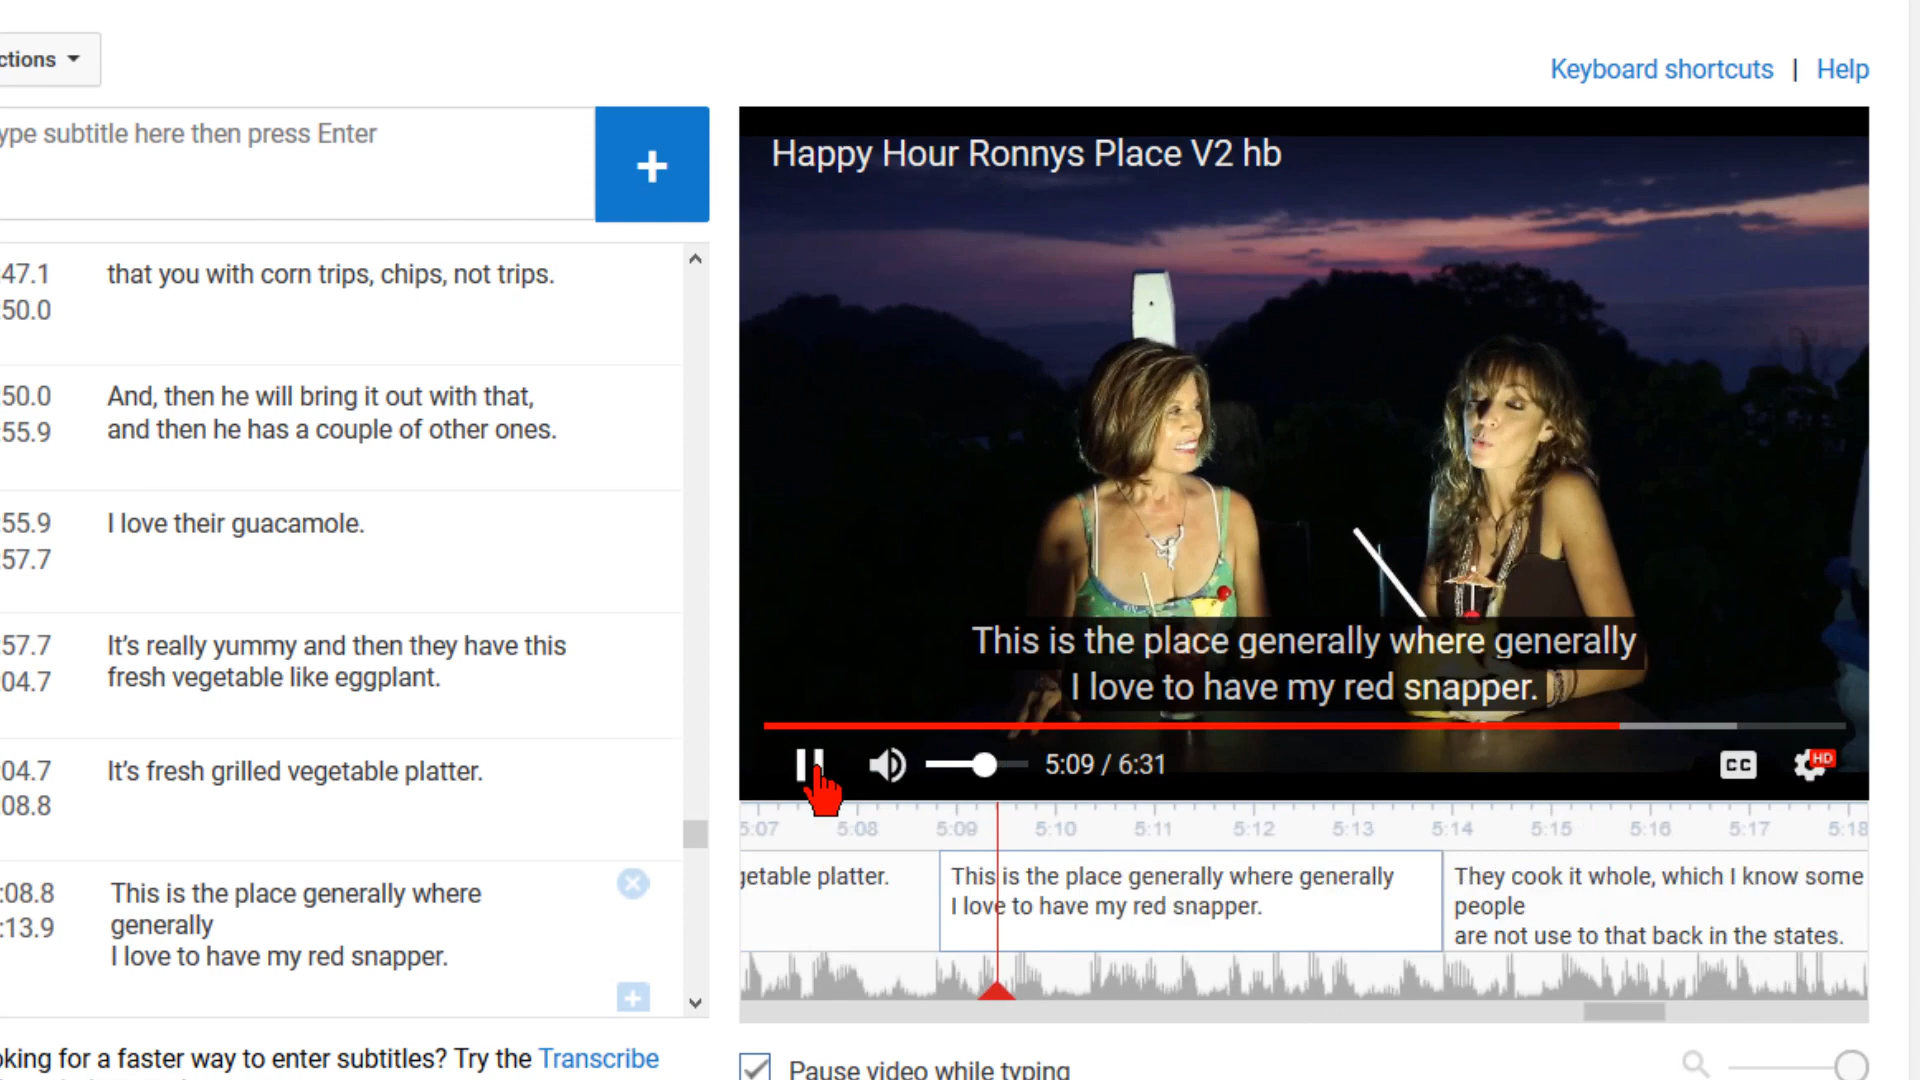 ctions
Keyboard shortcuts | Help
ype subtitle here then press Enter
+
:47.1
:50.0
that you with corn trips, chips, not trips.
:50.0
:55.9
And, then he will bring it out with that,
and then he has a couple of other ones.
:55.9
:57.7
I love their guacamole.
:57.7
:04.7
It's really yummy and then they have this
fresh vegetable like eggplant.
:04.7
:08.8
It's fresh grilled vegetable platter.
:08.8
:13.9
This is the place generally where
generally
I love to have my red snapper.
oking for a faster way to enter subtitles? Try the Transcribe
Happy Hour Ronnys Place V2 hb
This is the place generally where generally
I love to have my red snapper.
5:09 / 6:31
CC
HD
5:07 5:08 5:09 5:10 5:11 5:12 5:13 5:14 5:15 5:16 5:17 5:18
getable platter.
This is the place generally where generally
I love to have my red snapper.
They cook it whole, which I know some
people
are not use to that back in the states.
Pause video while typing